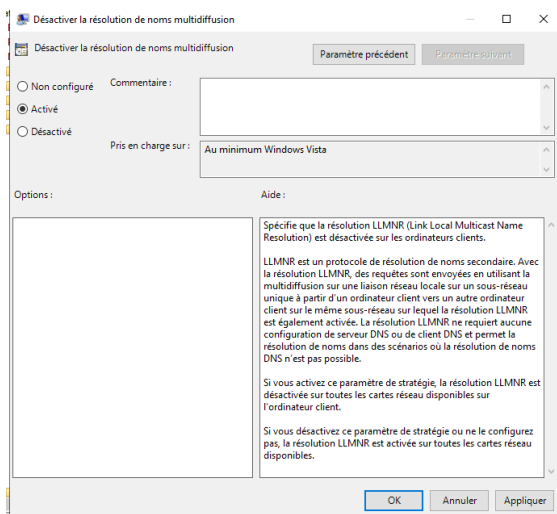 Désactiver la résolution de noms multidiffusion
Désactiver la résolution de noms multidiffusion
Paramètre précédent
Paramètre suivant
Non configuré
Commentaire :
Activé
Désactivé
Pris en charge sur :
Au minimum Windows Vista
Options :
Aide :
Spécifie que la résolution LLMNR (Link Local Multicast Name
Resolution) est désactivée sur les ordinateurs clients.
LLMNR est un protocole de résolution de noms secondaire. Avec
la résolution LLMNR, des requêtes sont envoyées en utilisant la
multidiffusion sur une liaison réseau locale sur un sous-réseau
unique à partir d'un ordinateur client vers un autre ordinateur
client sur le même sous-réseau sur lequel la résolution LLMNR
est également activée. La résolution LLMNR ne requiert aucune
configuration de serveur DNS ou de client DNS et permet la
résolution de noms dans des scénarios où la résolution de noms
DNS n'est pas possible.
Si vous activez ce paramètre de stratégie, la résolution LLMNR est
désactivée sur toutes les cartes réseau disponibles sur
l'ordinateur client.
Si vous désactivez ce paramètre de stratégie ou ne le configurez
pas, la résolution LLMNR est activée sur toutes les cartes réseau
disponibles.
OK
Annuler
Appliquer